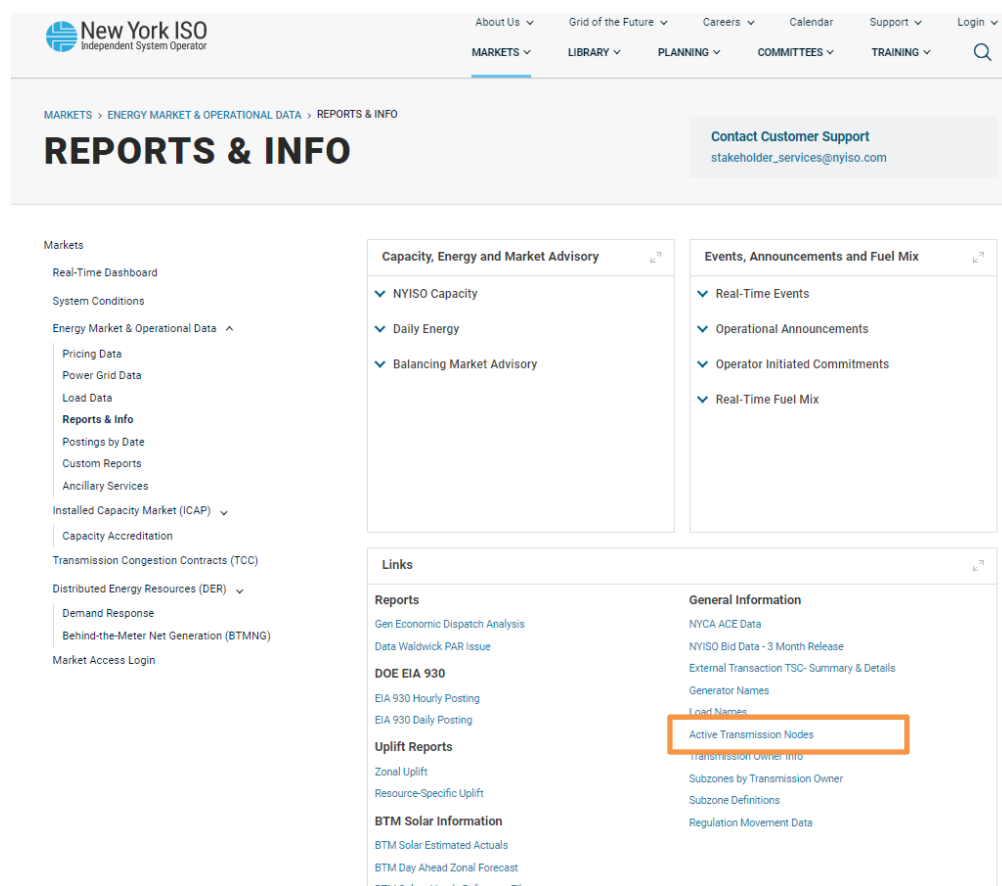 New York ISO
Independent System Operator
About Us Grid of the Future Careers Calendar Support Login
MARKETS LIBRARY PLANNING COMMITTEES TRAINING
MARKETS > ENERGY MARKET & OPERATIONAL DATA > REPORTS & INFO
REPORTS & INFO
Contact Customer Support
stakeholder_services@nyiso.com
Markets
Real-Time Dashboard
System Conditions
Energy Market & Operational Data
Pricing Data
Power Grid Data
Load Data
Reports & Info
Postings by Date
Custom Reports
Ancillary Services
Installed Capacity Market (ICAP)
Capacity Accreditation
Transmission Congestion Contracts (TCC)
Distributed Energy Resources (DER)
Demand Response
Behind-the-Meter Net Generation (BTMNG)
Market Access Login
Capacity, Energy and Market Advisory
NYISO Capacity
Daily Energy
Balancing Market Advisory
Events, Announcements and Fuel Mix
Real-Time Events
Operational Announcements
Operator Initiated Commitments
Real-Time Fuel Mix
Links
Reports
Gen Economic Dispatch Analysis
Data Waldwick PAR Issue
DOE EIA 930
EIA 930 Hourly Posting
EIA 930 Daily Posting
Uplift Reports
Zonal Uplift
Resource-Specific Uplift
BTM Solar Information
BTM Solar Estimated Actuals
BTM Day Ahead Zonal Forecast
General Information
NYCA ACE Data
NYISO Bid Data - 3 Month Release
External Transaction TSC- Summary & Details
Generator Names
Load Names
Active Transmission Nodes
Transmission Owner Info
Subzones by Transmission Owner
Subzone Definitions
Regulation Movement Data